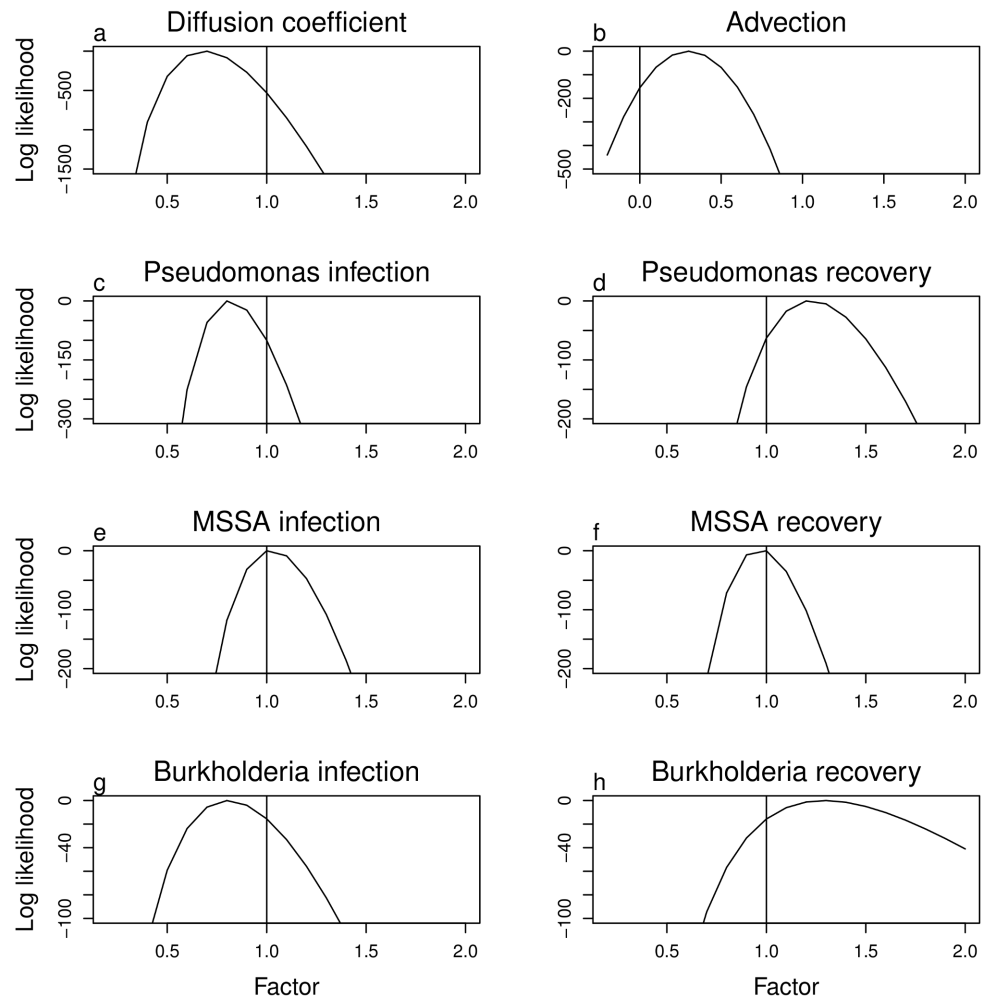 a Diffusion coefficient
Log likelihood
−500
−1500
0.5 1.0 1.5 2.0
b Advection
0
−200
−500
0.0 0.5 1.0 1.5 2.0
c Pseudomonas infection
Log likelihood
0
−150
−300
0.5 1.0 1.5 2.0
d Pseudomonas recovery
0
−100
−200
0.5 1.0 1.5 2.0
e MSSA infection
Log likelihood
0
−100
−200
0.5 1.0 1.5 2.0
f MSSA recovery
0
−100
−200
0.5 1.0 1.5 2.0
g Burkholderia infection
Log likelihood
0
−40
−100
0.5 1.0 1.5 2.0
Factor
h Burkholderia recovery
0
−40
−100
0.5 1.0 1.5 2.0
Factor